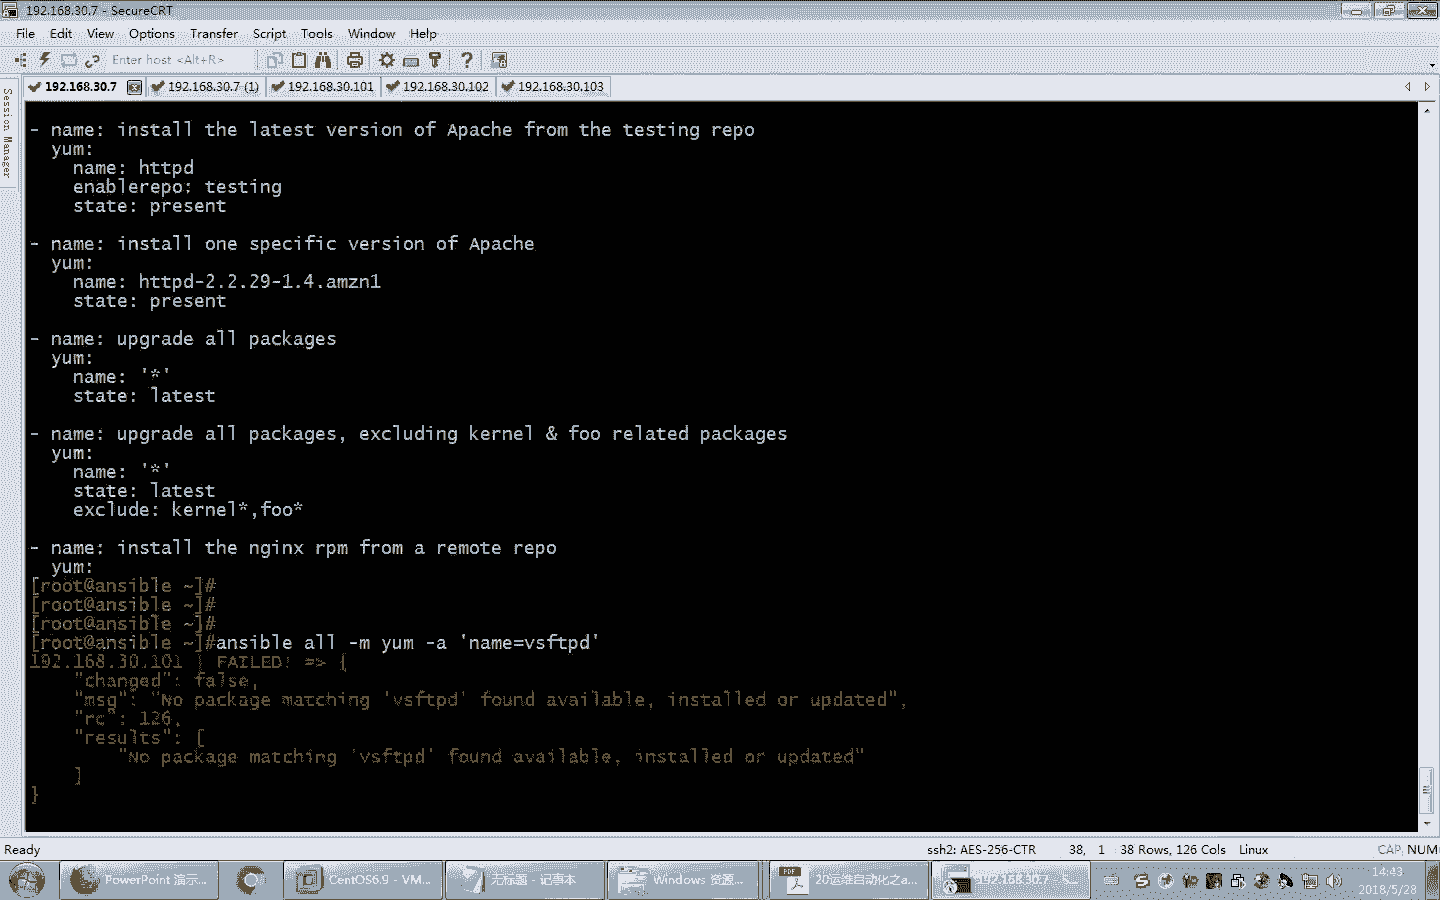 192.168.30.7 - SecureCRT
File Edit View Options Transfer Script Tools Window Help
Enter host <Alt+R>
192.168.30.7 192.168.30.7 (1) 192.168.30.101 192.168.30.102 192.168.30.103
Session Manager
- name: install the latest version of Apache from the testing repo
yum:
name: httpd
enablerepo: testing
state: present
- name: install one specific version of Apache
yum:
name: httpd-2.2.29-1.4.amzn1
state: present
- name: upgrade all packages
yum:
name: '*'
state: latest
- name: upgrade all packages, excluding kernel & foo related packages
yum:
name: '*'
state: latest
exclude: kernel*,foo*
- name: install the nginx rpm from a remote repo
yum:
[root@ansible ~]#
[root@ansible ~]#
[root@ansible ~]#
[root@ansible ~]#ansible all -m yum -a 'name=vsftpd'
192.168.30.101 | FAILED! => {
"changed": false,
"msg": "No package matching 'vsftpd' found available, installed or updated",
"rc": 126,
"results": [
"No package matching 'vsftpd' found available, installed or updated"
]
}
Ready ssh2: AES-256-CTR 38, 1 38 Rows, 126 Cols Linux CAP NUM
PowerPoint 演示... CentOS6.9 - VM... 无标题 - 记事本 Windows 资源... 20运维自动化之a... 192.168.30.7 - S...
14:43
2018/5/28